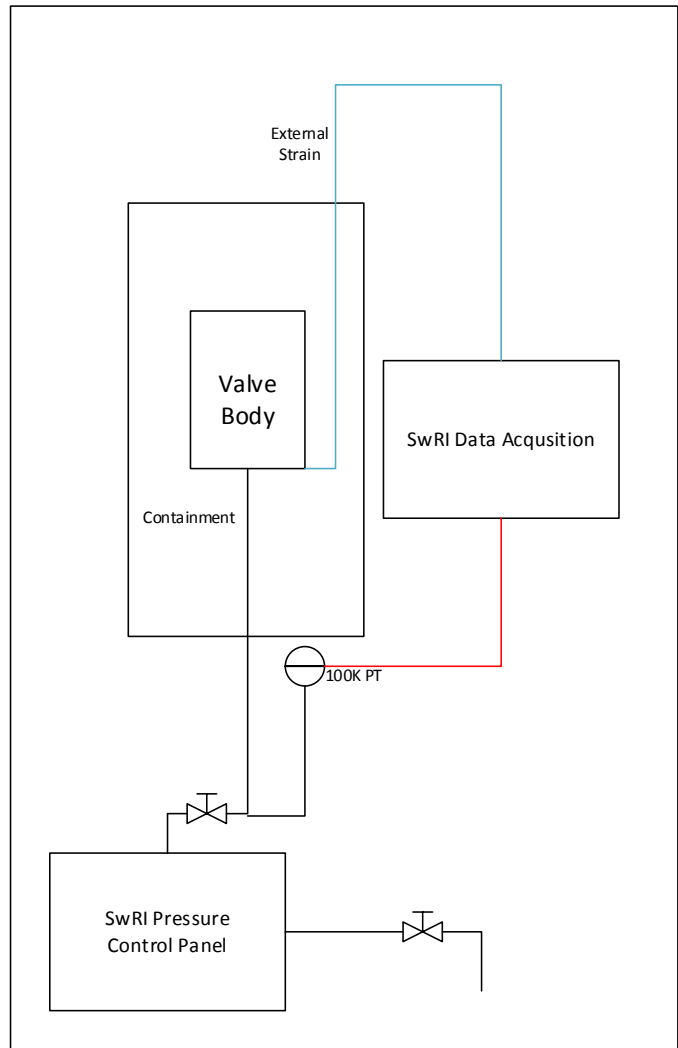 External
Strain
Valve
Body
SwRI Data Acqusition
Containment
100K PT
SwRI Pressure
Control Panel